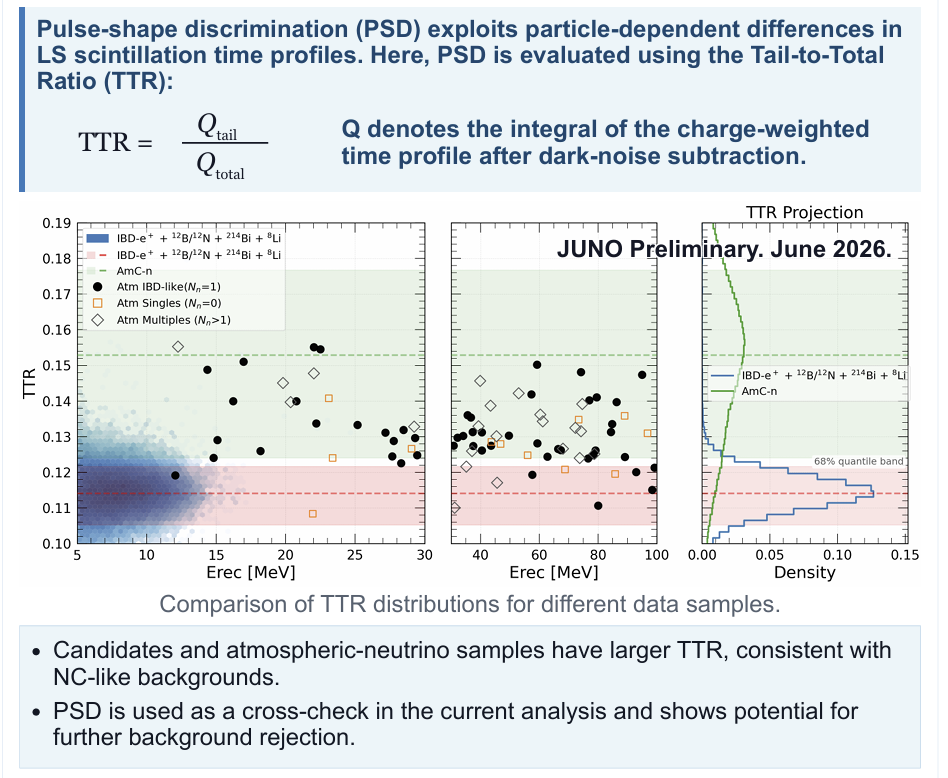 Pulse-shape discrimination (PSD) exploits particle-dependent differences in
LS scintillation time profiles. Here, PSD is evaluated using the Tail-to-Total
Ratio (TTR):
TTR = Q_tail / Q_total
Q denotes the integral of the charge-weighted
time profile after dark-noise subtraction.
TTR Projection
JUNO Preliminary. June 2026.
IBD-e⁺ + ¹²B/¹²N + ²¹⁴Bi + ⁸Li
IBD-e⁺ + ¹²B/¹²N + ²¹⁴Bi + ⁸Li
AmC-n
Atm IBD-like(Nₙ=1)
Atm Singles (Nₙ=0)
Atm Multiples (Nₙ>1)
TTR
0.19
0.18
0.17
0.16
0.15
0.14
0.13
0.12
0.11
0.10
5 10 15 20 25 30
Erec [MeV]
40 60 80 100
Erec [MeV]
IBD-e⁺ + ¹²B/¹²N + ²¹⁴Bi + ⁸Li
AmC-n
68% quantile band
0.00 0.05 0.10 0.15
Density
Comparison of TTR distributions for different data samples.
• Candidates and atmospheric-neutrino samples have larger TTR, consistent with
NC-like backgrounds.
• PSD is used as a cross-check in the current analysis and shows potential for
further background rejection.